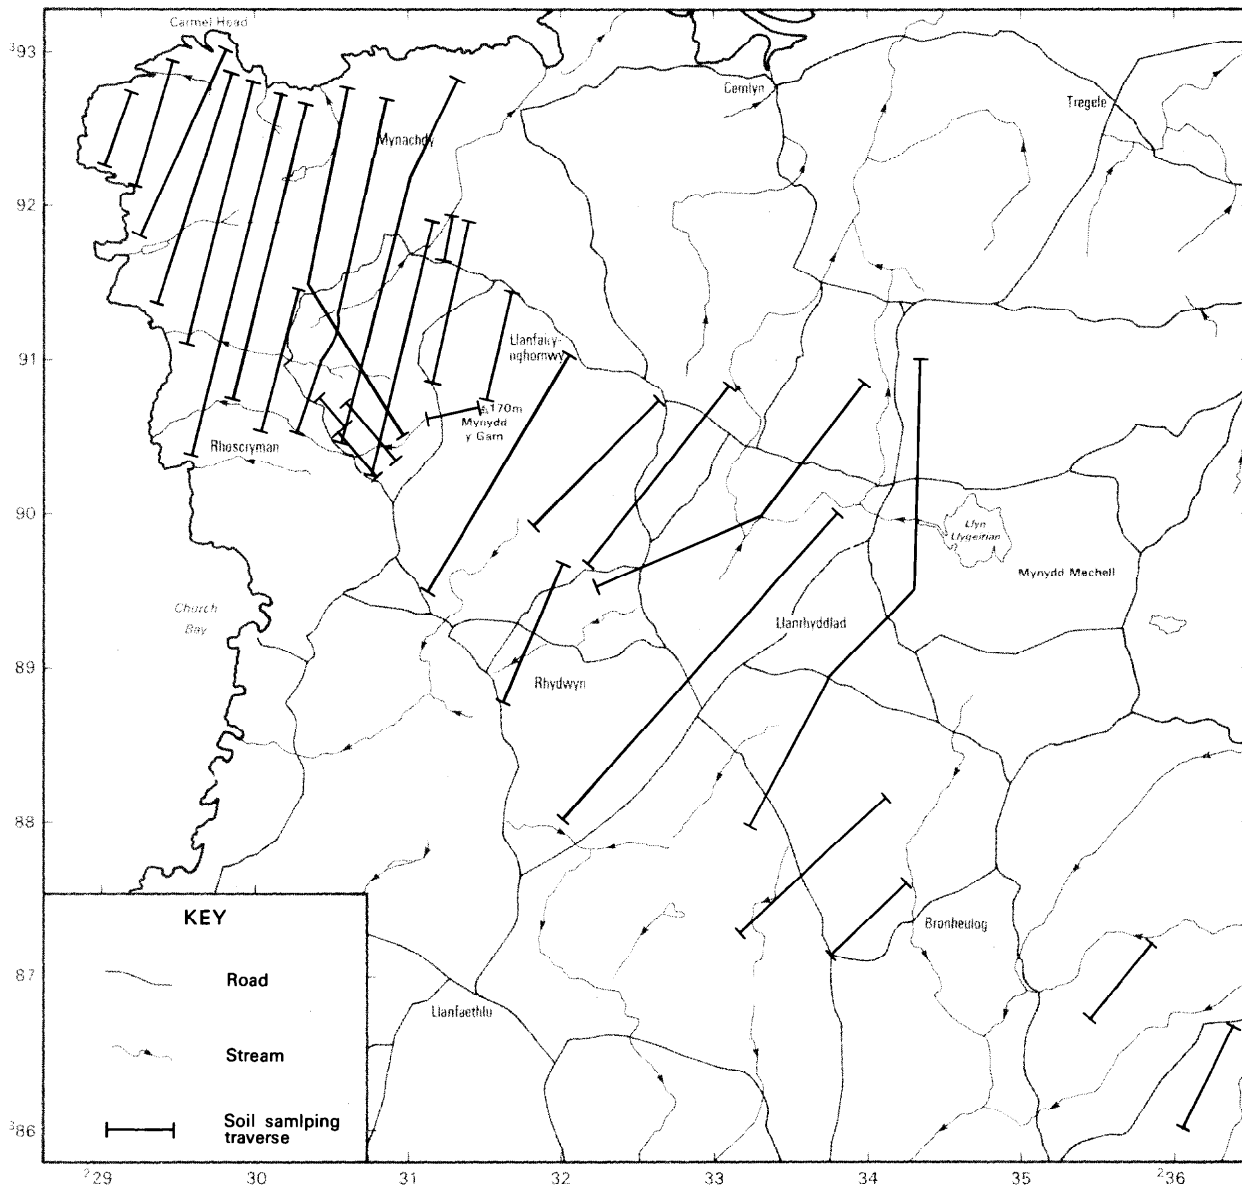 Carmel Head
³93
Cemlyn
Tregele
Mynachdy
92
Llanfairy-
nghornwy
91
170m
Mynydd
y Garn
Rhoscryman
90
Llyn
Llygeirian
Mynydd Mechell
Church
Bay
Llanrhyddlad
89
Rhydwyn
88
KEY
Bronheulog
87
Road
Llanfaethlu
Stream
Soil samlping
traverse
³86
²29
30
31
32
33
34
35
²36